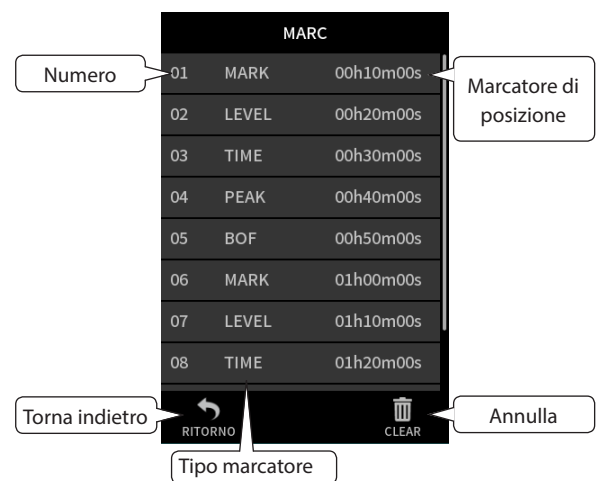 MARC
Numero
01 MARK 00h10m00s
Marcatore di
posizione
02 LEVEL 00h20m00s
03 TIME 00h30m00s
04 PEAK 00h40m00s
05 BOF 00h50m00s
06 MARK 01h00m00s
07 LEVEL 01h10m00s
08 TIME 01h20m00s
Torna indietro
RITORNO
CLEAR
Annulla
Tipo marcatore